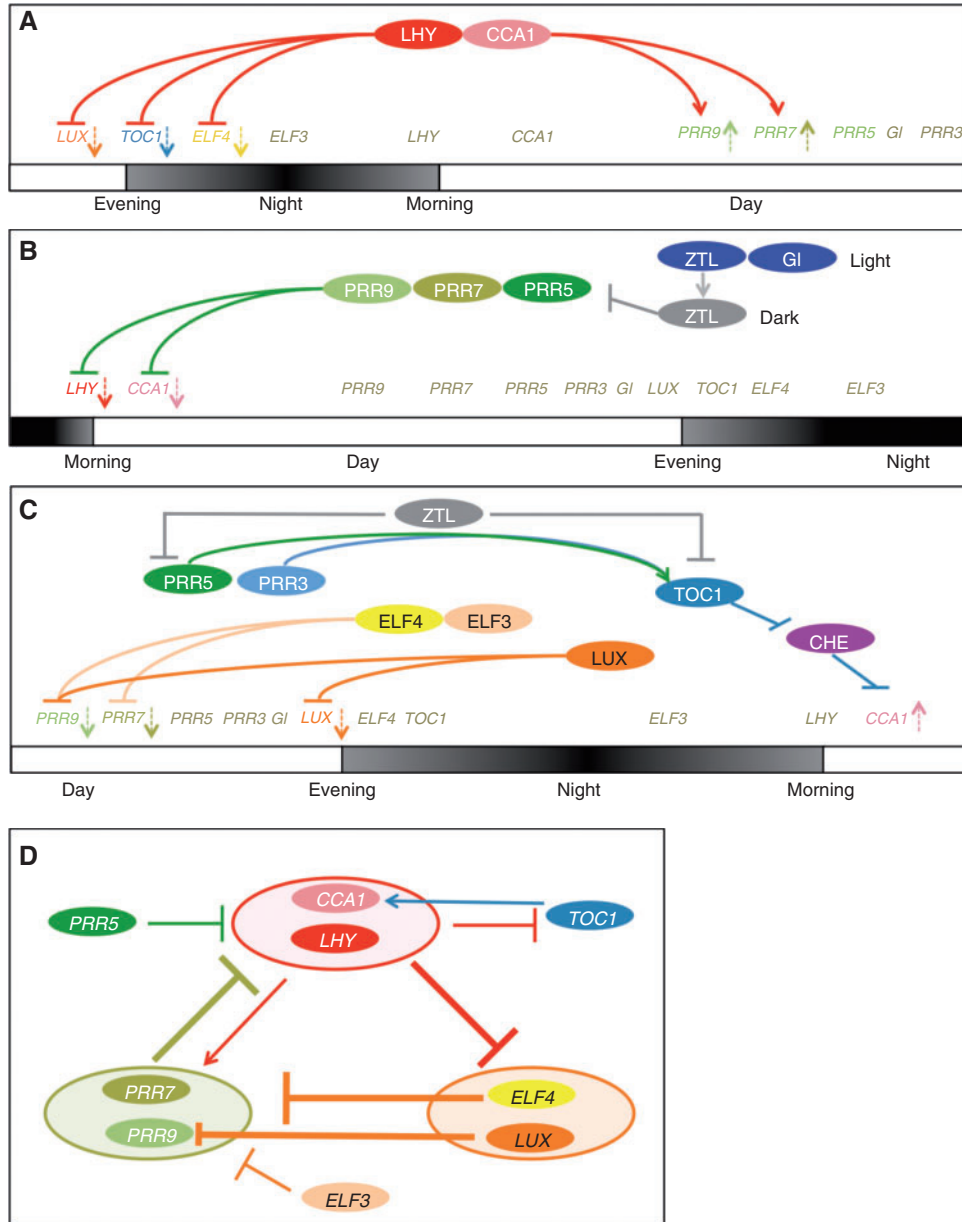 A
LHY CCA1
LUX TOC1 ELF4 ELF3 LHY CCA1 PRR9 PRR7 PRR5 GI PRR3
Evening Night Morning Day
B
ZTL GI Light
PRR9 PRR7 PRR5
ZTL Dark
LHY CCA1 PRR9 PRR7 PRR5 PRR3 GI LUX TOC1 ELF4 ELF3
Morning Day Evening Night
C
ZTL
PRR5 PRR3
TOC1
ELF4 ELF3
CHE
LUX
PRR9 PRR7 PRR5 PRR3 GI LUX ELF4 TOC1 ELF3 LHY CCA1
Day Evening Night Morning
D
CCA1
PRR5 TOC1
LHY
PRR7 ELF4
PRR9 LUX
ELF3